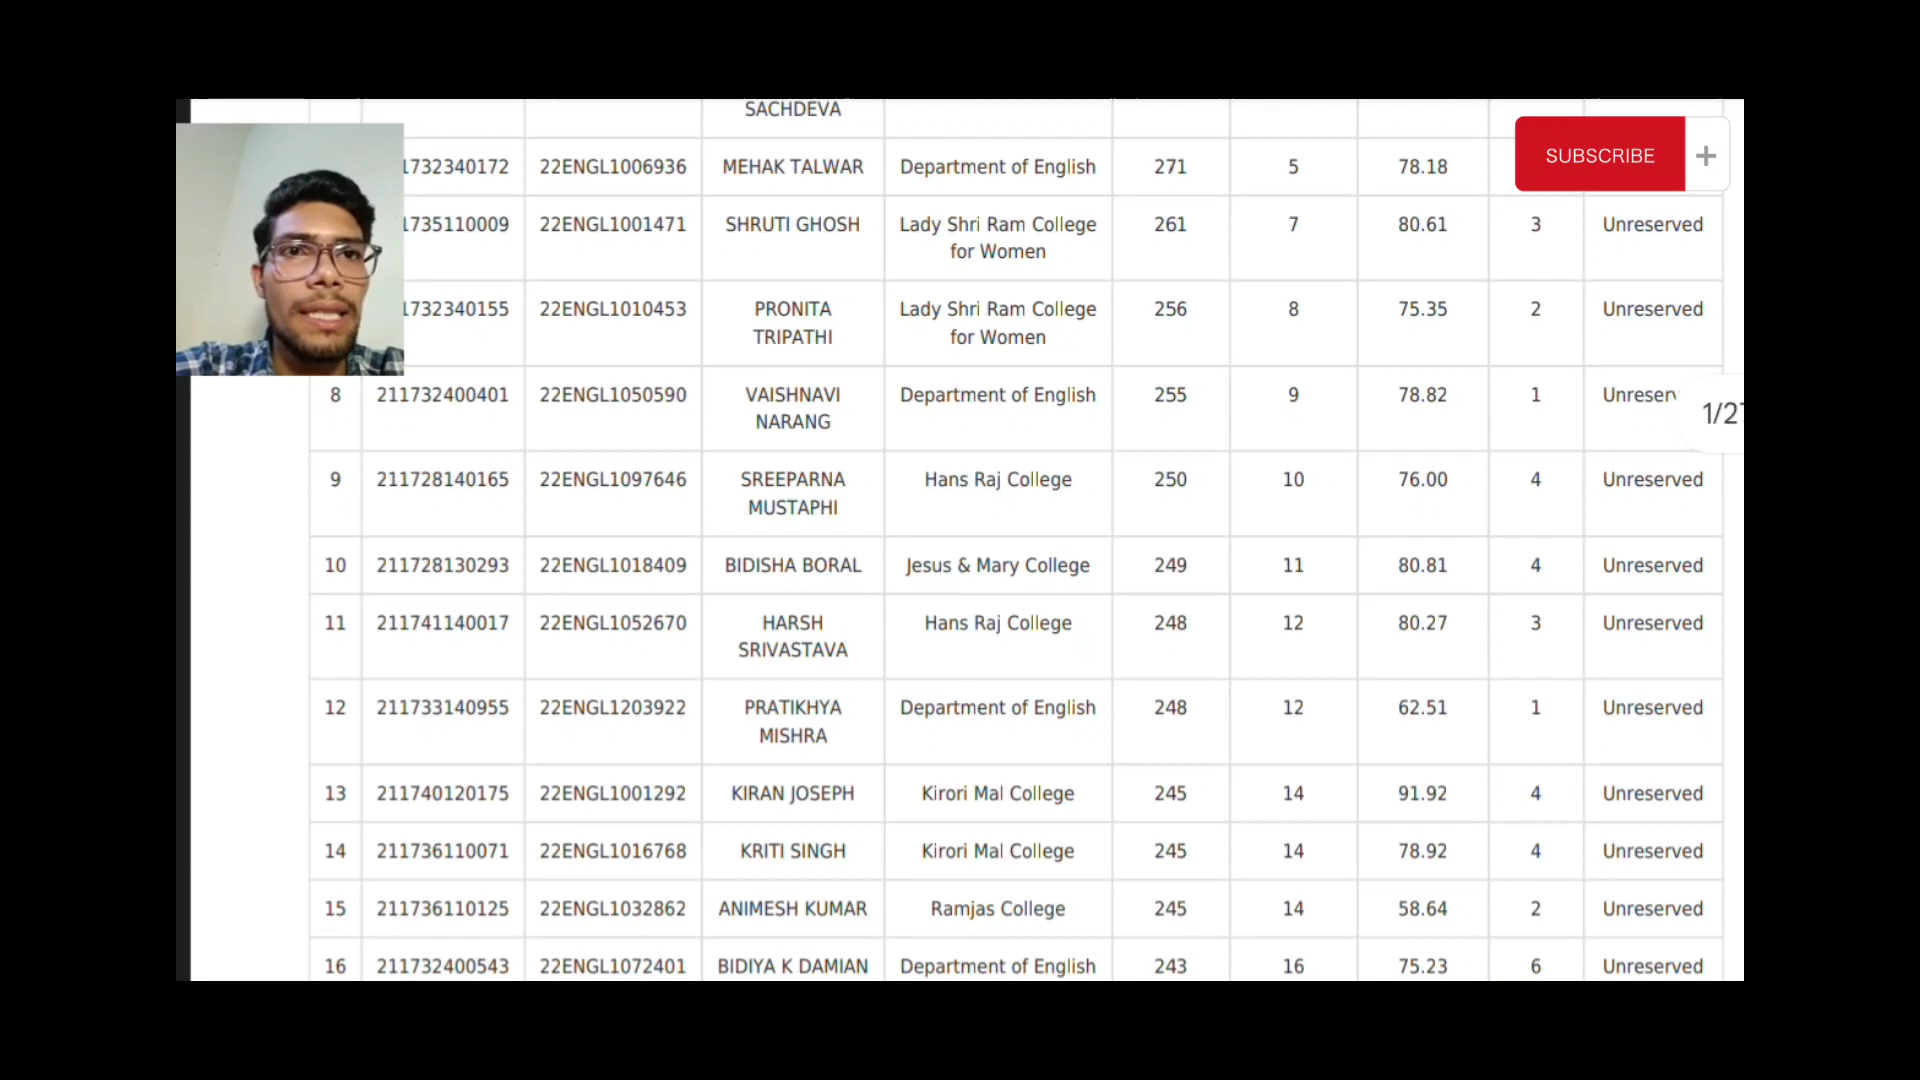 SACHDEVA
1732340172 22ENGL1006936 MEHAK TALWAR Department of English 271 5 78.18
SUBSCRIBE +
1735110009 22ENGL1001471 SHRUTI GHOSH Lady Shri Ram College 261 7 80.61 3 Unreserved
for Women
1732340155 22ENGL1010453 PRONITA Lady Shri Ram College 256 8 75.35 2 Unreserved
TRIPATHI for Women
8 211732400401 22ENGL1050590 VAISHNAVI Department of English 255 9 78.82 1 Unreserv
NARANG
1/27
9 211728140165 22ENGL1097646 SREEPARNA Hans Raj College 250 10 76.00 4 Unreserved
MUSTAPHI
10 211728130293 22ENGL1018409 BIDISHA BORAL Jesus & Mary College 249 11 80.81 4 Unreserved
11 211741140017 22ENGL1052670 HARSH Hans Raj College 248 12 80.27 3 Unreserved
SRIVASTAVA
12 211733140955 22ENGL1203922 PRATIKHYA Department of English 248 12 62.51 1 Unreserved
MISHRA
13 211740120175 22ENGL1001292 KIRAN JOSEPH Kirori Mal College 245 14 91.92 4 Unreserved
14 211736110071 22ENGL1016768 KRITI SINGH Kirori Mal College 245 14 78.92 4 Unreserved
15 211736110125 22ENGL1032862 ANIMESH KUMAR Ramjas College 245 14 58.64 2 Unreserved
16 211732400543 22ENGL1072401 BIDIYA K DAMIAN Department of English 243 16 75.23 6 Unreserved